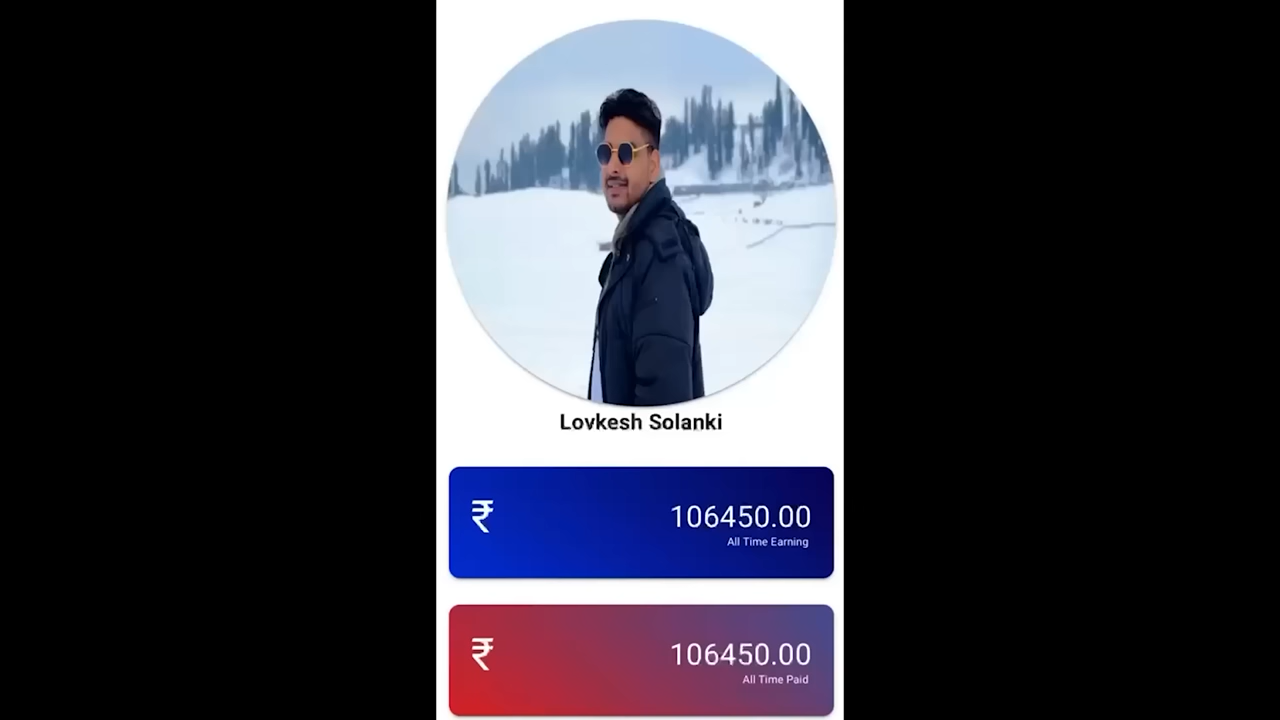 Lovkesh Solanki
₹ 106450.00
All Time Earning
₹ 106450.00
All Time Paid